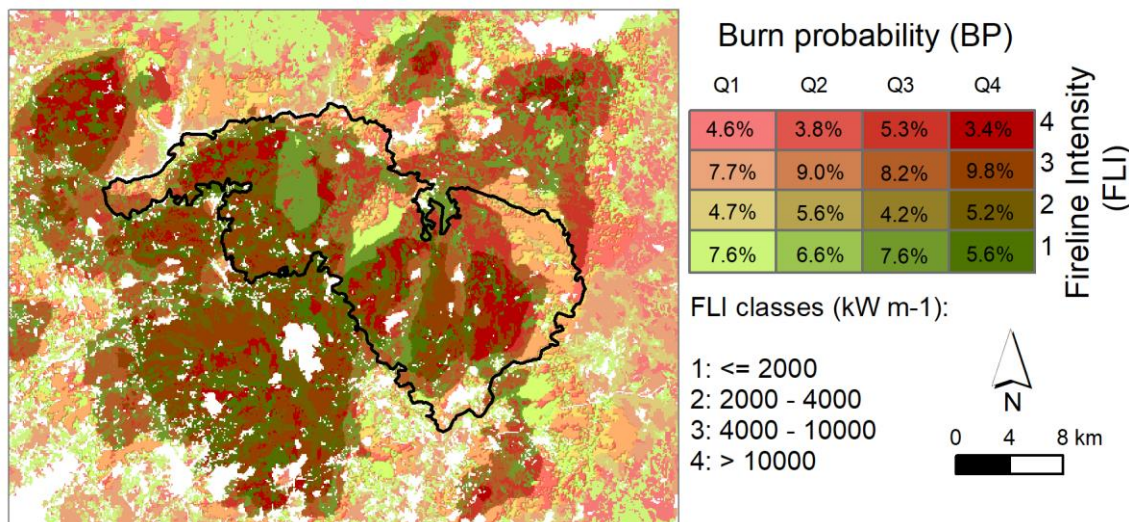 Burn probability (BP)
Q1 Q2 Q3 Q4
4.6% 3.8% 5.3% 3.4% 4
7.7% 9.0% 8.2% 9.8% 3
4.7% 5.6% 4.2% 5.2% 2
7.6% 6.6% 7.6% 5.6% 1
Fireline Intensity
(FLI)
FLI classes (kW m-1):
1: <= 2000
2: 2000 - 4000
3: 4000 - 10000
4: > 10000
N
0 4 8 km